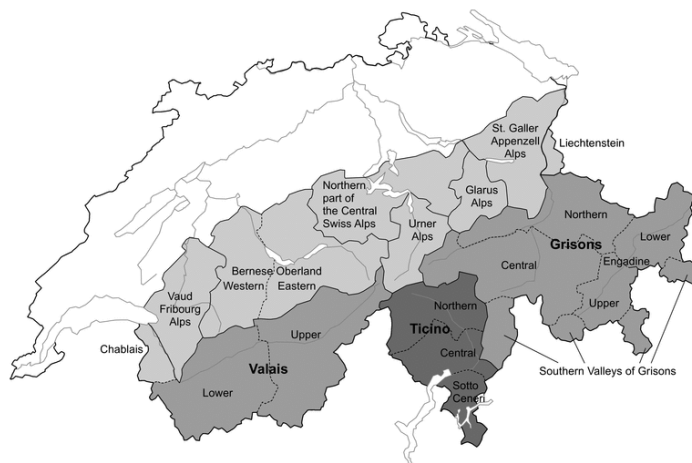 St. Galler
Appenzell
Alps
Liechtenstein
Northern
part of
the Central
Swiss Alps
Glarus
Alps
Urner
Alps
Northern
Grisons
Lower
Engadine
Central
Upper
Bernese Oberland
Western Eastern
Vaud
Fribourg
Alps
Chablais
Upper
Valais
Lower
Northern
Ticino
Central
Sotto
Ceneri
Southern Valleys of Grisons